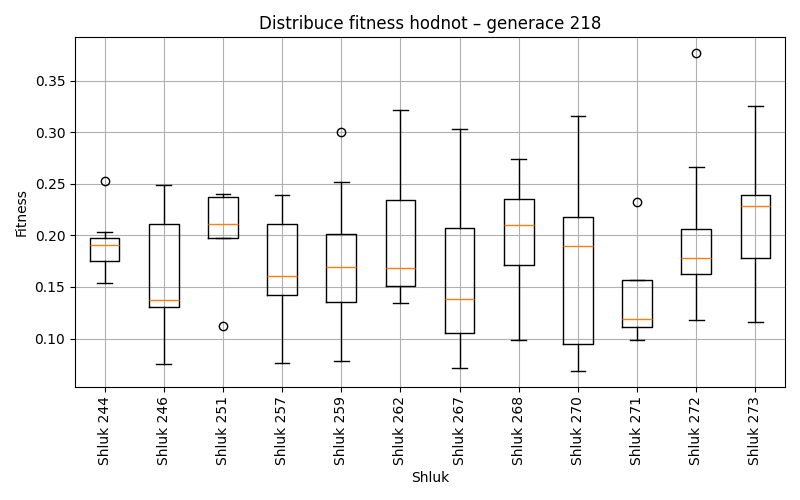 Distribuce fitness hodnot – generace 218
Fitness
0.35
0.30
0.25
0.20
0.15
0.10
Shluk 244
Shluk 246
Shluk 251
Shluk 257
Shluk 259
Shluk 262
Shluk 267
Shluk 268
Shluk 270
Shluk 271
Shluk 272
Shluk 273
Shluk